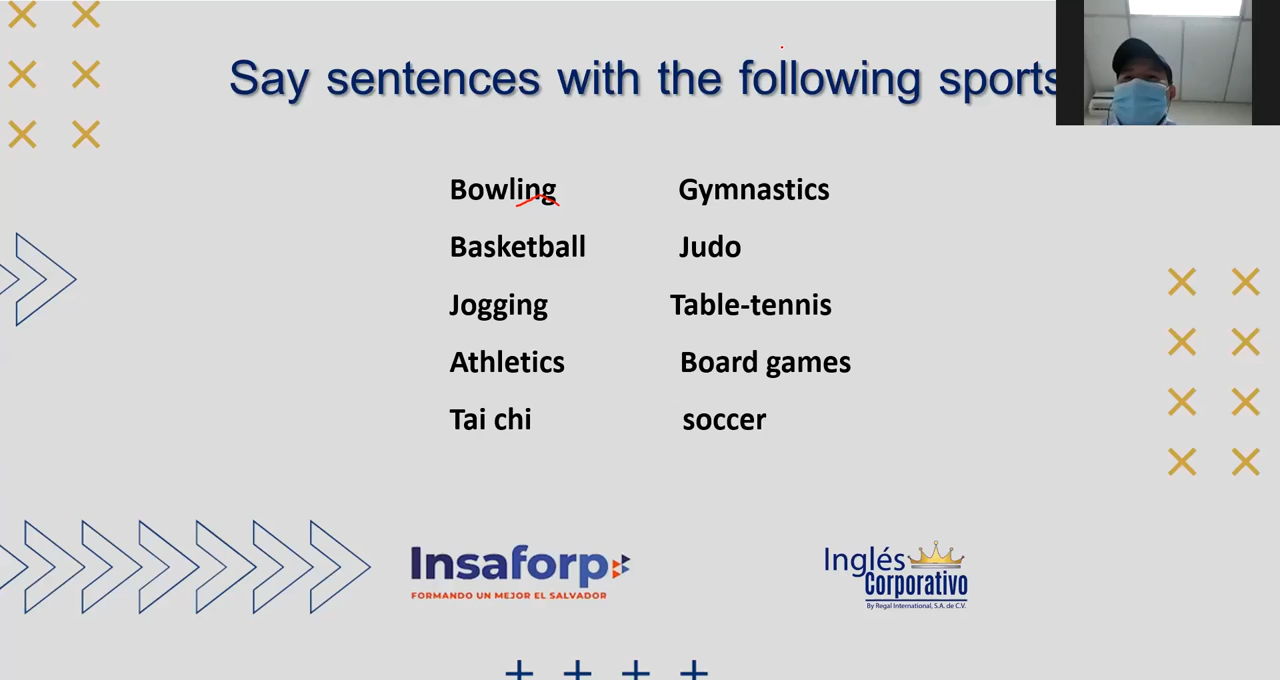 Say sentences with the following sports
Bowling Gymnastics
Basketball Judo
Jogging Table-tennis
Athletics Board games
Tai chi soccer
Insaforp
FORMANDO UN MEJOR EL SALVADOR
Inglés
Corporativo
By Regal International, S.A. de C.V.